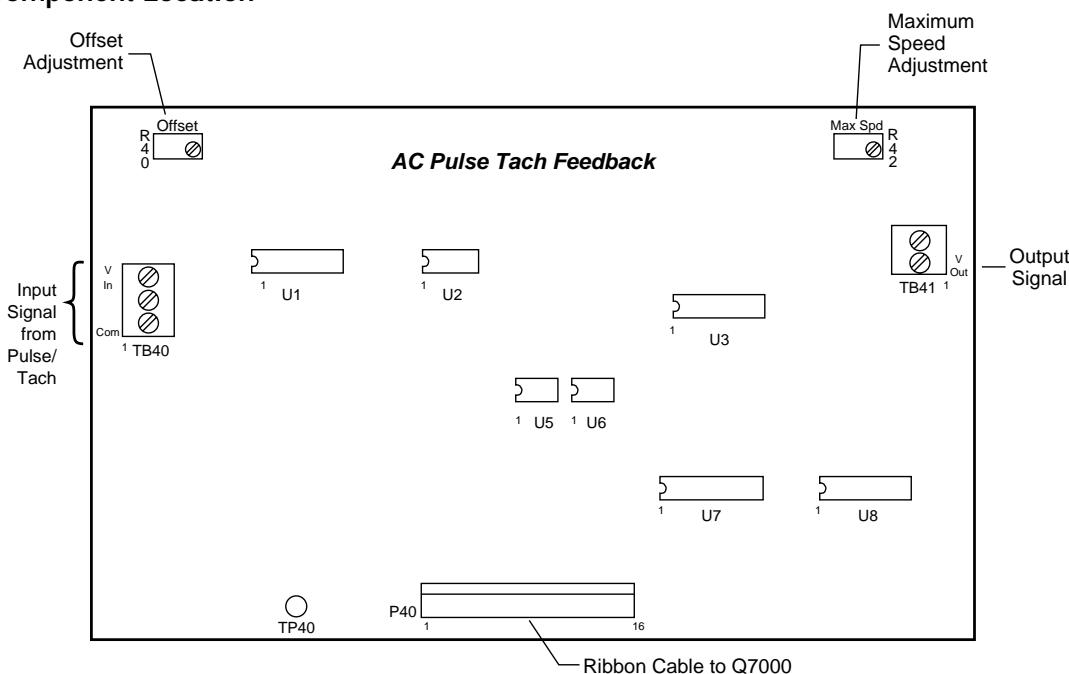 omponent Location
Offset
Adjustment
Maximum
Speed
Adjustment
Offset
R
4
0
AC Pulse Tach Feedback
Max Spd
R
4
2
V
In
Com
1 TB40
Input
Signal
from
Pulse/
Tach
1 U1
1 U2
1 U3
V
Out
TB41 1
Output
Signal
1 U5
1 U6
1 U7
1 U8
TP40
P40
1 16
Ribbon Cable to Q7000